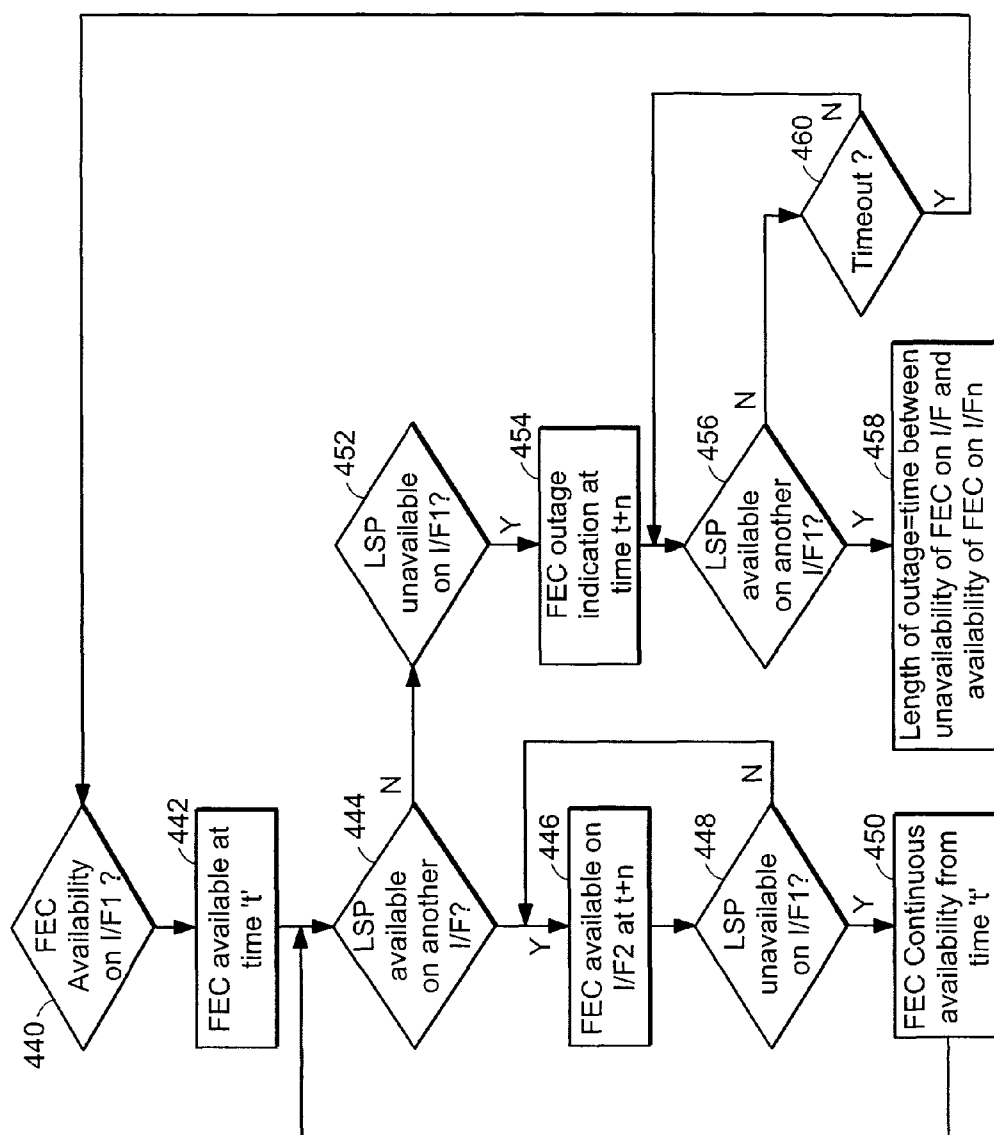 440
FEC
Availability
on I/F1 ?
442
FEC available at
time 't'
444
LSP
available
on another
I/F?
N
Y
446
FEC available on
I/F2 at t+n
448
LSP
unavailable
on I/F1?
N
Y
450
FEC Continuous
availability from
time 't'
452
LSP
unavailable
on I/F1?
Y
454
FEC outage
indication at
time t+n
456
LSP
available
on another
I/F1?
N
Y
458
Length of outage=time between
unavailability of FEC on I/F and
availability of FEC on I/Fn
460
Timeout ?
N
Y